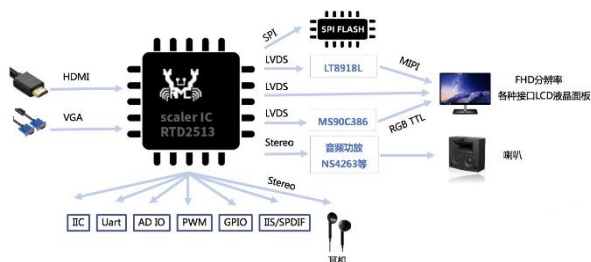 SPI
SPI FLASH
HDMI
LVDS
LT8918L
MIPI
LVDS
FHD分辨率
各种接口LCD液晶面板
VGA
scaler IC
RTD2513
LVDS
MS90C386
RGB TTL
Stereo
音频功放
NS4263等
喇叭
Stereo
IIC
Uart
AD IO
PWM
GPIO
IIS/SPDIF
耳机